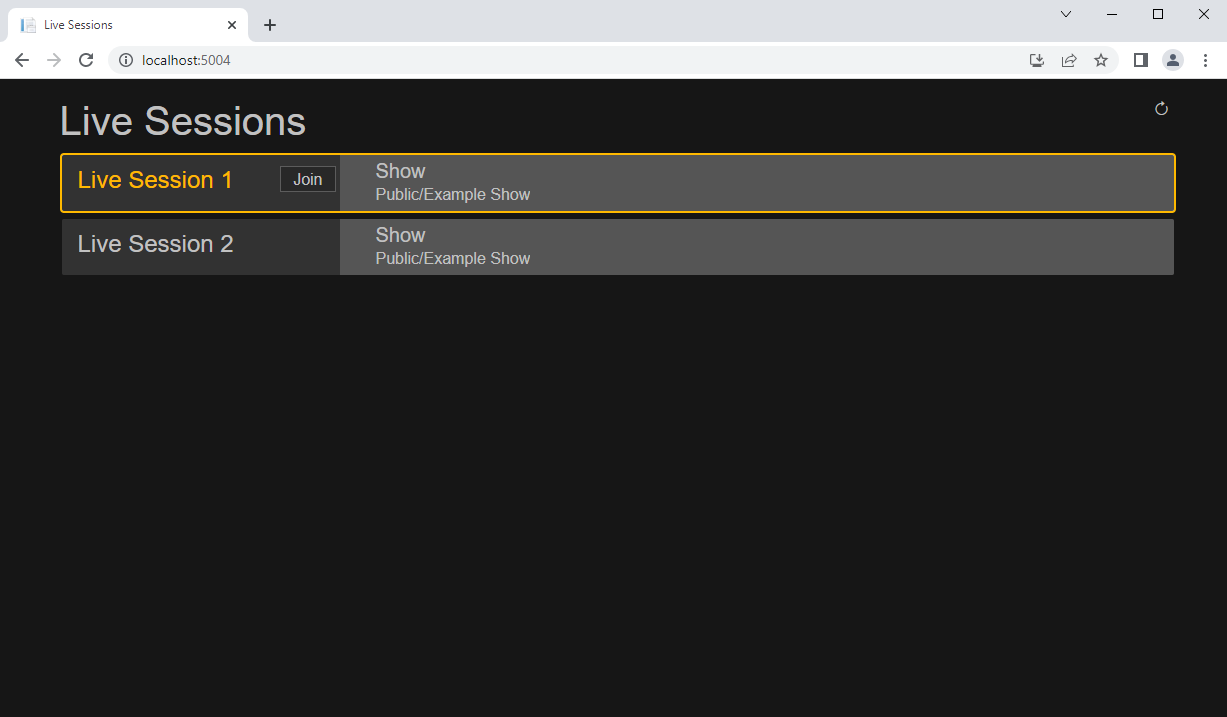 Live Sessions
localhost:5004
Live Sessions
Live Session 1
Join
Show
Public/Example Show
Live Session 2
Show
Public/Example Show